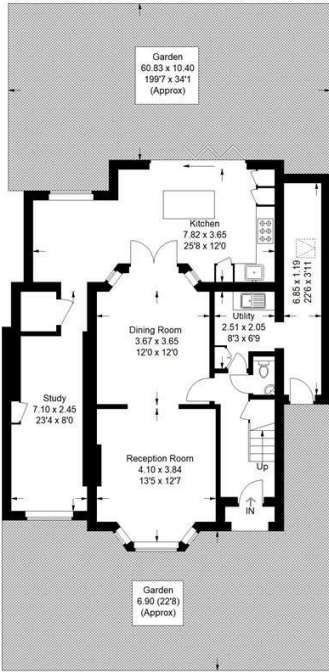 Garden
60.83 x 10.40
199'7 x 34'1
(Approx)
Kitchen
7.82 x 3.65
25'8 x 12'0
6.85 x 1.19
22'6 x 3'11
Utility
2.51 x 2.05
8'3 x 6'9
Dining Room
3.67 x 3.65
12'0 x 12'0
Study
7.10 x 2.45
23'4 x 8'0
Reception Room
4.10 x 3.84
13'5 x 12'7
Up
IN
Garden
6.90 (22'8)
(Approx)